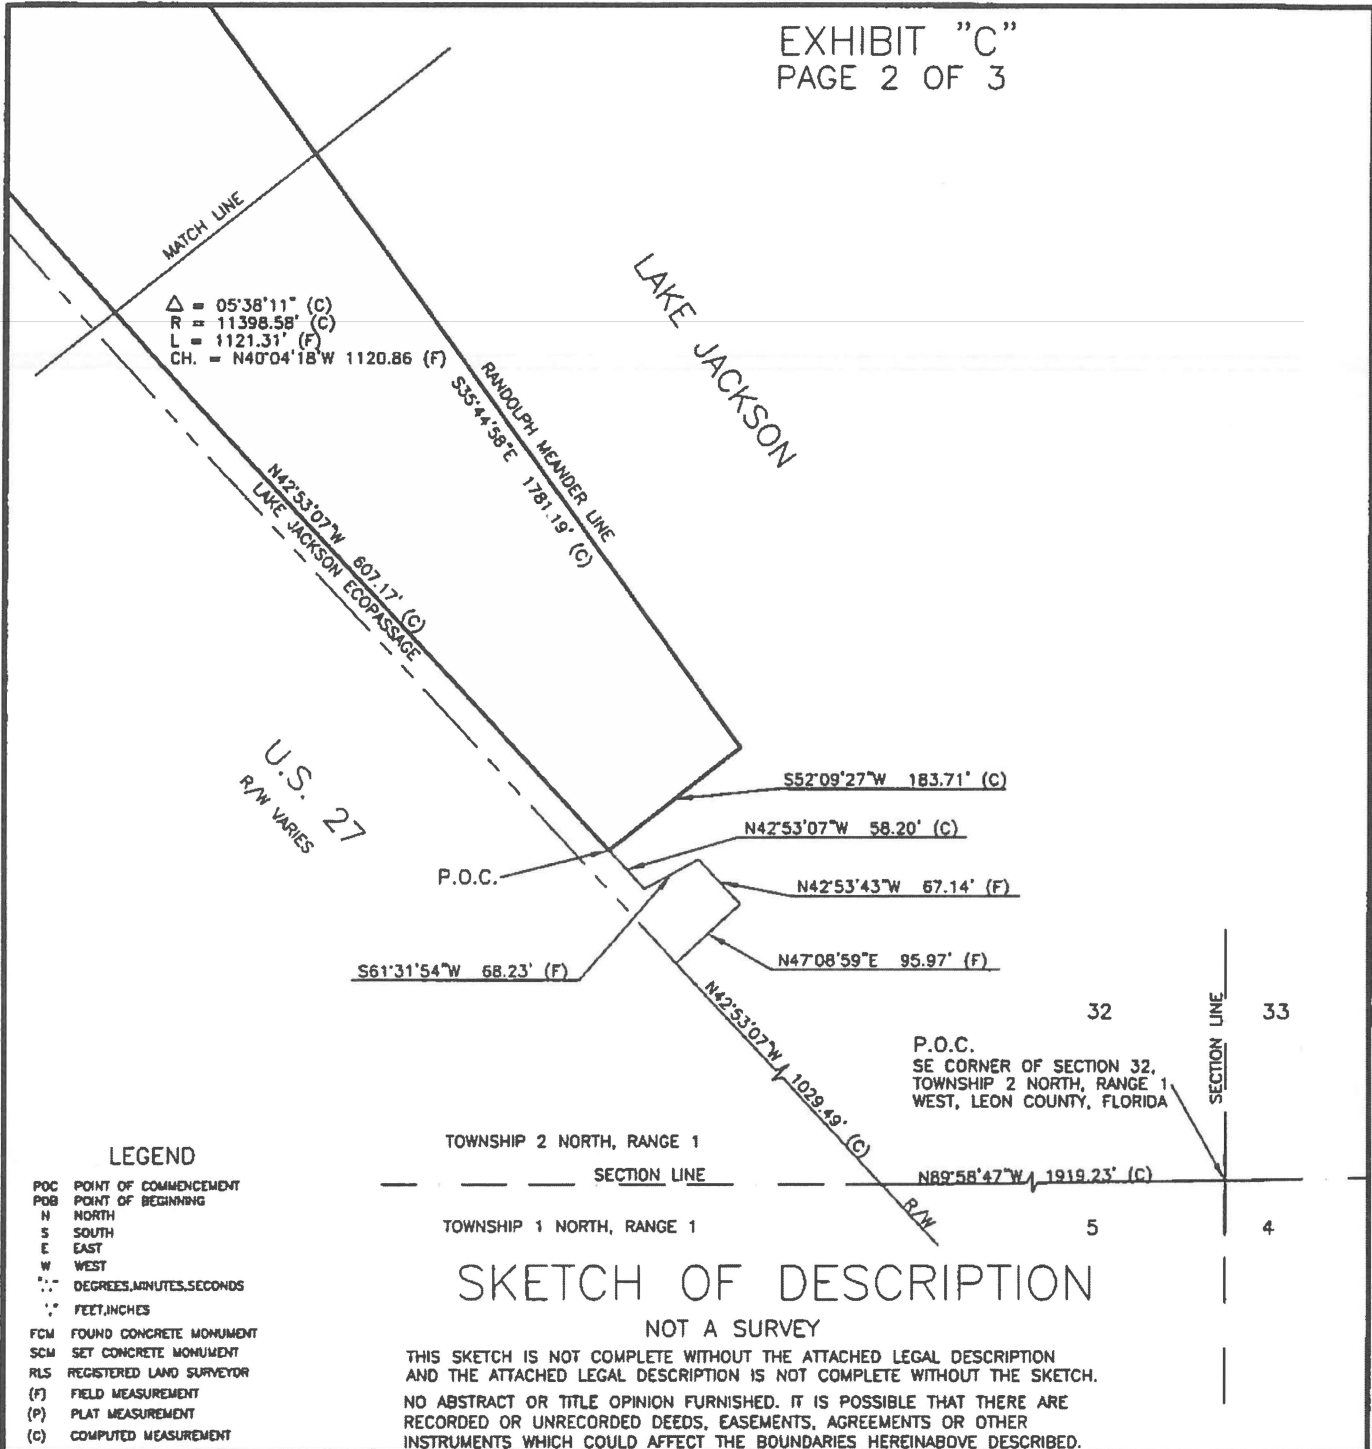 EXHIBIT "C"
PAGE 2 OF 3
MATCH LINE
Δ = 05°38'11" (C)
R = 11398.58' (C)
L = 1121.31' (F)
CH. = N40°04'18"W 1120.86 (F)
LAKE JACKSON
RANDOLPH MEANDER LINE
S35°44'58"E 1781.19' (C)
N42°53'07"W 607.17' (C)
LAKE JACKSON ECOPASSAGE
U.S. 27
R/W VARIES
S52°09'27"W 183.71' (C)
N42°53'07"W 58.20' (C)
P.O.C.
N42°53'43"W 67.14' (F)
S61°31'54"W 68.23' (F)
N47°08'59"E 95.97' (F)
N42°53'07"W 1029.49' (C)
R/W
32
33
SECTION LINE
P.O.C.
SE CORNER OF SECTION 32,
TOWNSHIP 2 NORTH, RANGE 1
WEST, LEON COUNTY, FLORIDA
TOWNSHIP 2 NORTH, RANGE 1
SECTION LINE
N89°58'47"W 1919.23' (C)
TOWNSHIP 1 NORTH, RANGE 1
5
4
LEGEND
POC POINT OF COMMENCEMENT
POB POINT OF BEGINNING
N NORTH
S SOUTH
E EAST
W WEST
°'" DEGREES,MINUTES,SECONDS
'," FEET,INCHES
FCM FOUND CONCRETE MONUMENT
SCM SET CONCRETE MONUMENT
RLS REGISTERED LAND SURVEYOR
(F) FIELD MEASUREMENT
(P) PLAT MEASUREMENT
(C) COMPUTED MEASUREMENT
SKETCH OF DESCRIPTION
NOT A SURVEY
THIS SKETCH IS NOT COMPLETE WITHOUT THE ATTACHED LEGAL DESCRIPTION
AND THE ATTACHED LEGAL DESCRIPTION IS NOT COMPLETE WITHOUT THE SKETCH.
NO ABSTRACT OR TITLE OPINION FURNISHED. IT IS POSSIBLE THAT THERE ARE
RECORDED OR UNRECORDED DEEDS, EASEMENTS, AGREEMENTS OR OTHER
INSTRUMENTS WHICH COULD AFFECT THE BOUNDARIES HEREINABOVE DESCRIBED.